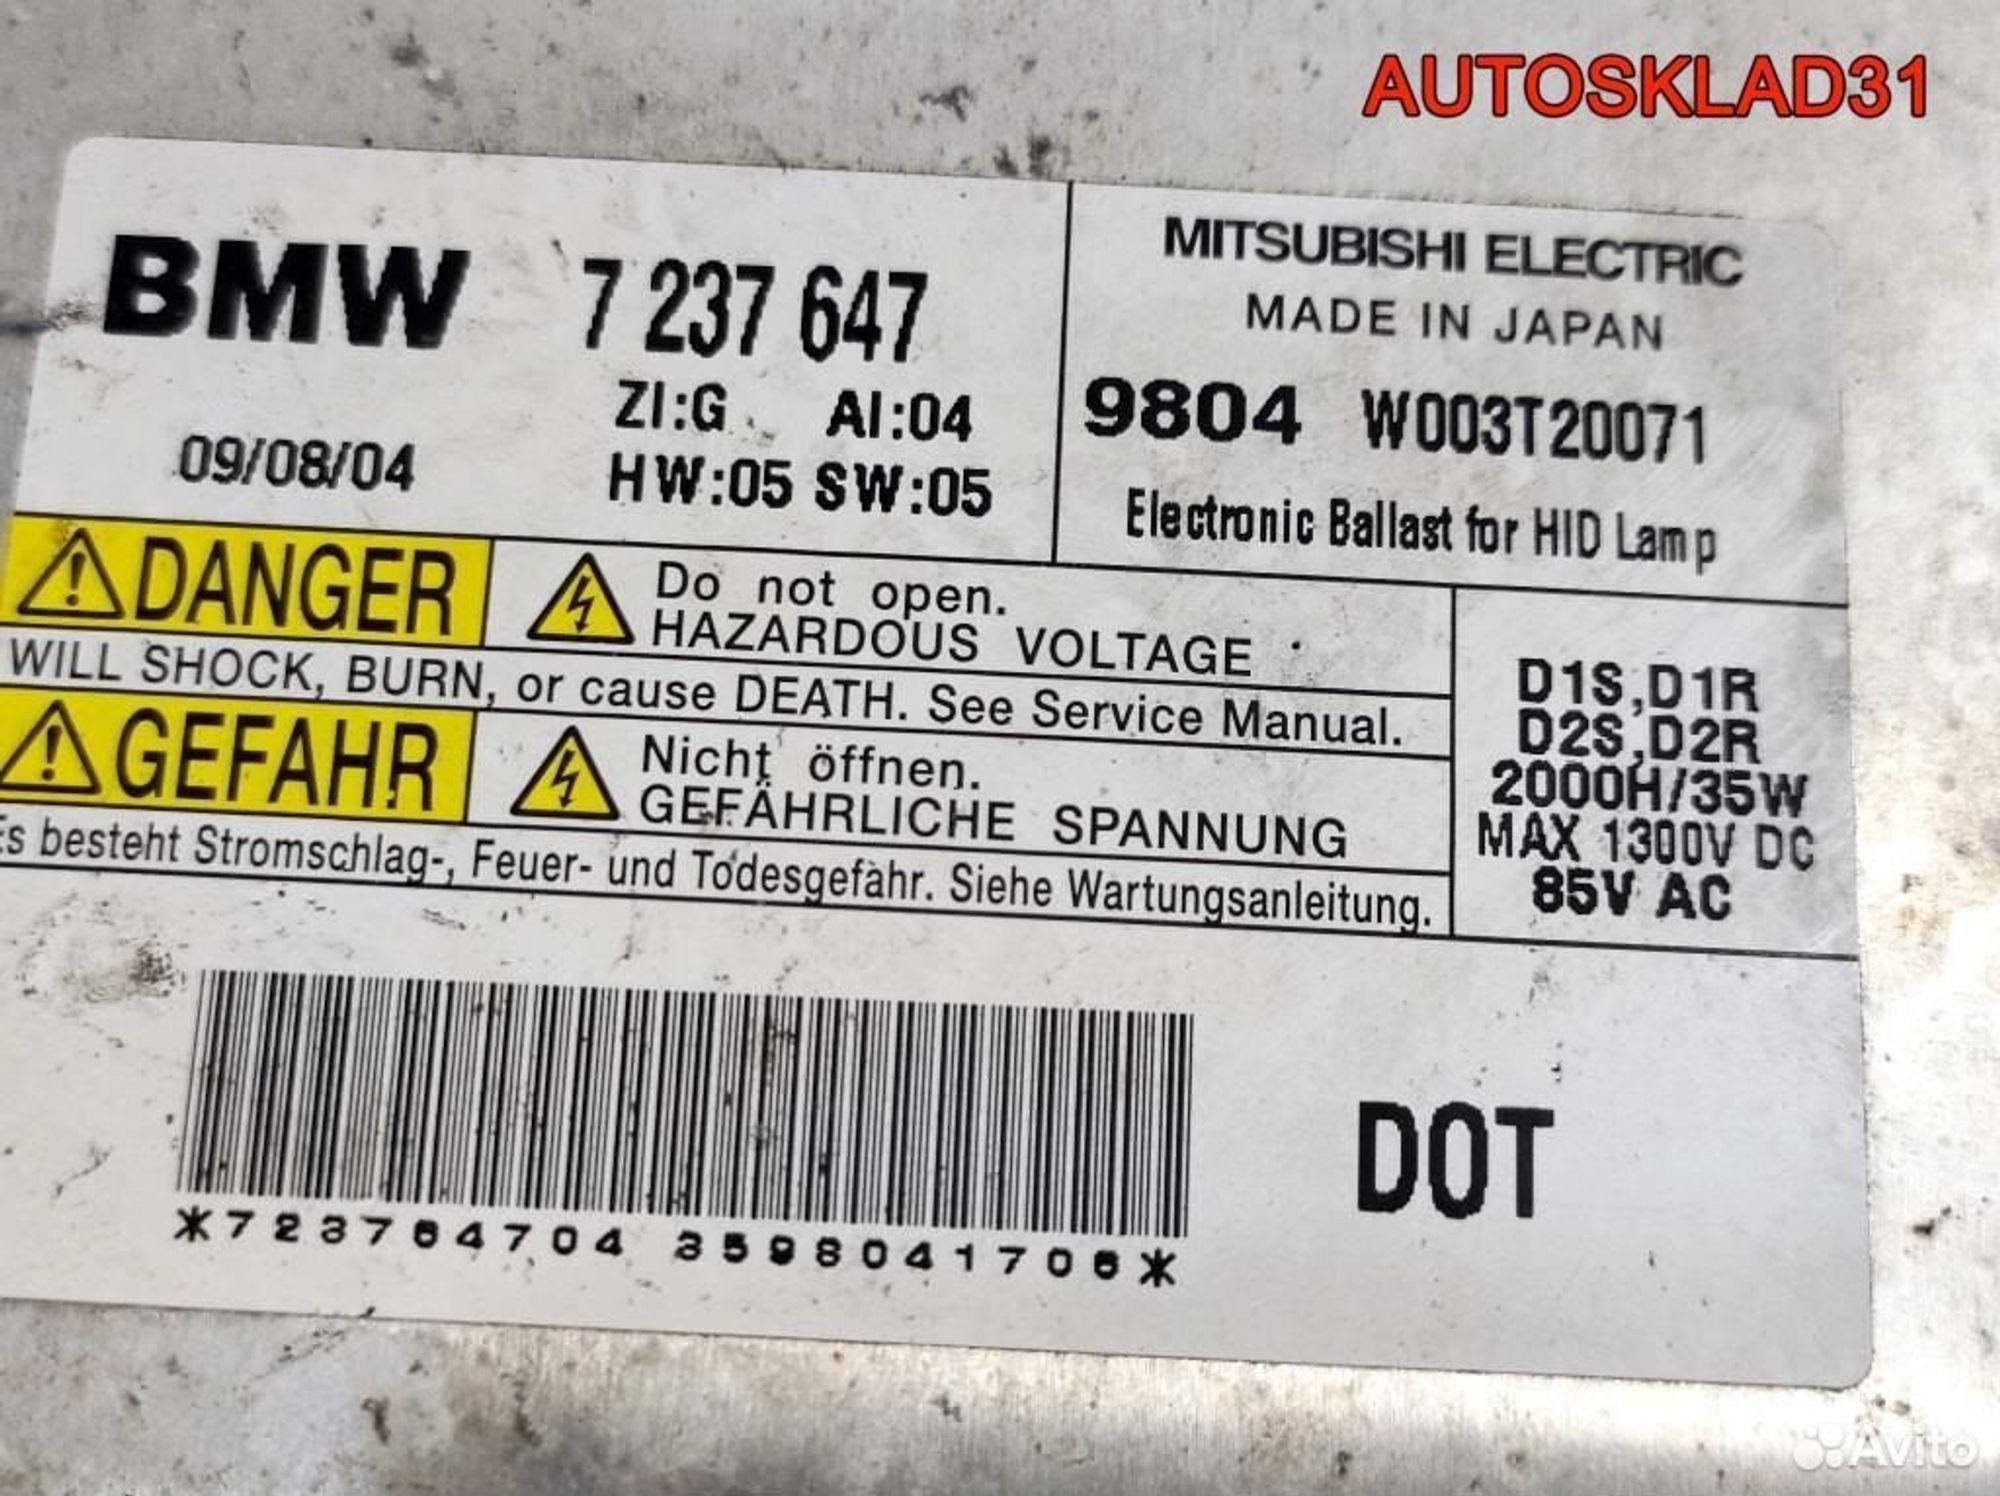 AUTOSKLAD31
BMW 7 237 647
ZI:G AI:04
09/08/04 HW:05 SW:05
MITSUBISHI ELECTRIC
MADE IN JAPAN
9804 W003T20071
Electronic Ballast for HID Lamp
DANGER Do not open.
HAZARDOUS VOLTAGE
WILL SHOCK, BURN, or cause DEATH. See Service Manual.
GEFAHR Nicht öffnen.
GEFÄHRLICHE SPANNUNG
Es besteht Stromschlag-, Feuer- und Todesgefahr. Siehe Wartungsanleitung.
D1S,D1R
D2S,D2R
2000H/35W
MAX 1300V DC
85V AC
*723764704 3598041706*
DOT
Avito